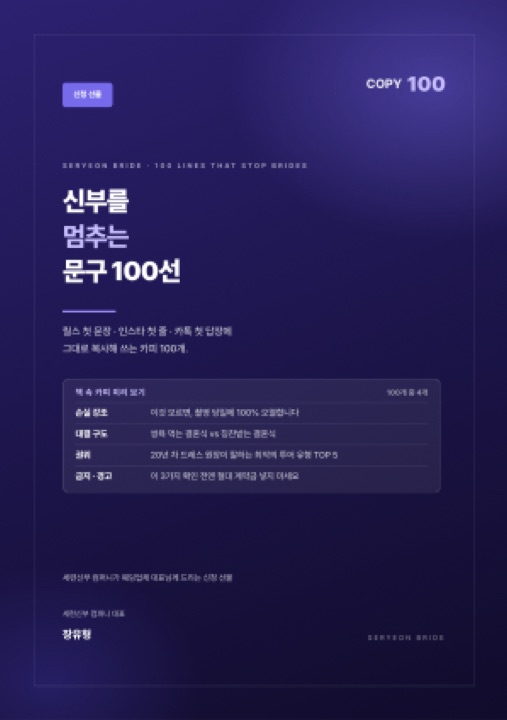 신청 선물
COPY 100
SERYEON BRIDE · 100 LINES THAT STOP BRIDES
신부를
멈추는
문구 100선
릴스 첫 문장 · 인스타 첫 줄 · 카톡 첫 답장에
그대로 복사해 쓰는 카피 100개.
책 속 카피 미리 보기
100개 중 4개
손실 강조
이것 모르면, 촬영 당일에 100% 오열합니다
대결 구도
방욕 먹는 결혼식 vs 칭찬받는 결혼식
권위
20년 차 드레스 원장이 말하는 최악의 투어 유형 TOP 5
금지 · 경고
이 3가지 확인 전엔 절대 계약금 넣지 마세요
세련신부 컴퍼니가 웨딩업체 대표님께 드리는 신청 선물
세련신부 컴퍼니 대표
장유형
SERYEON BRIDE